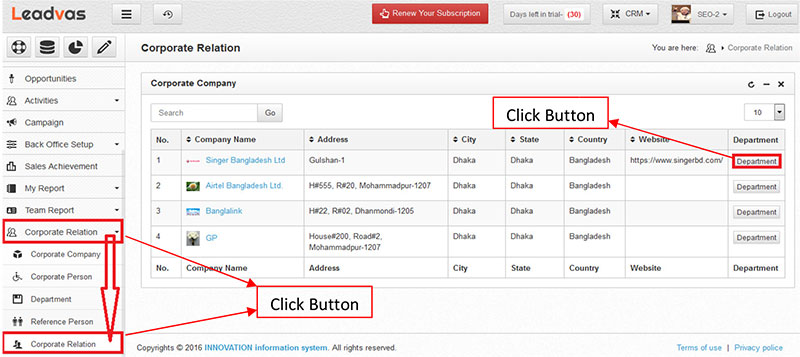 Leadvas
Renew Your Subscription
Days left in trial- (30)
CRM
SEO-2
Logout
Corporate Relation
You are here: Corporate Relation
Opportunities
Activities
Campaign
Back Office Setup
Sales Achievement
My Report
Team Report
Corporate Relation
Corporate Company
Corporate Person
Department
Reference Person
Corporate Relation
Corporate Company
Search Go
10
Click Button
No. Company Name Address City State Country Website Department
1 Singer Bangladesh Ltd Gulshan-1 Dhaka Dhaka Bangladesh https://www.singerbd.com/ Department
2 Airtel Bangladesh Ltd. H#555, R#20, Mohammadpur-1207 Dhaka Dhaka Bangladesh Department
3 Banglalink H#22, R#02, Dhanmondi-1205 Dhaka Dhaka Bangladesh Department
4 GP House#200, Road#2, Dhaka Dhaka Bangladesh Department
Mohammadpur-1207
No. Company Name Address City State Country Website Department
Click Button
Copyrights © 2016 INNOVATION information system. All rights reserved.
Terms of use | Privacy policy